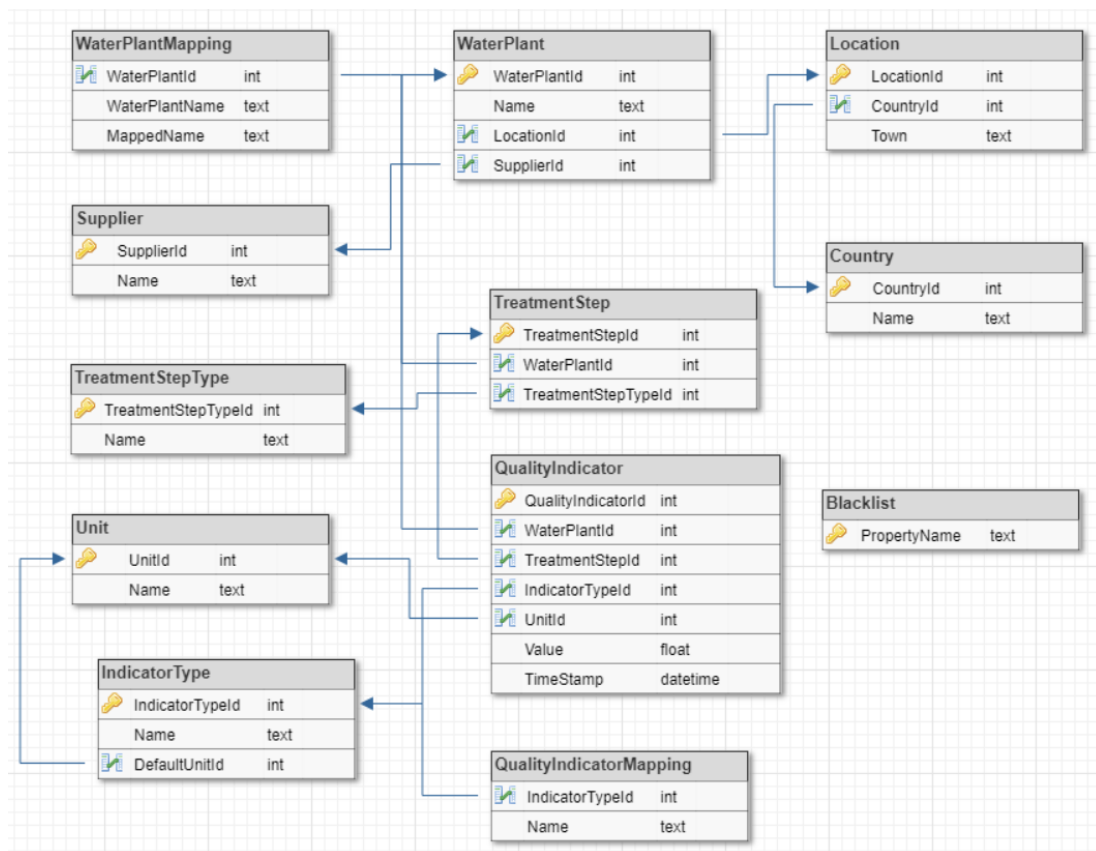 WaterPlantMapping
WaterPlantId int
WaterPlantName text
MappedName text
WaterPlant
WaterPlantId int
Name text
LocationId int
SupplierId int
Location
LocationId int
CountryId int
Town text
Supplier
SupplierId int
Name text
Country
CountryId int
Name text
TreatmentStep
TreatmentStepId int
WaterPlantId int
TreatmentStepTypeId int
TreatmentStepType
TreatmentStepTypeId int
Name text
QualityIndicator
QualityIndicatorId int
WaterPlantId int
TreatmentStepId int
IndicatorTypeId int
UnitId int
Value float
TimeStamp datetime
Blacklist
PropertyName text
Unit
UnitId int
Name text
IndicatorType
IndicatorTypeId int
Name text
DefaultUnitId int
QualityIndicatorMapping
IndicatorTypeId int
Name text